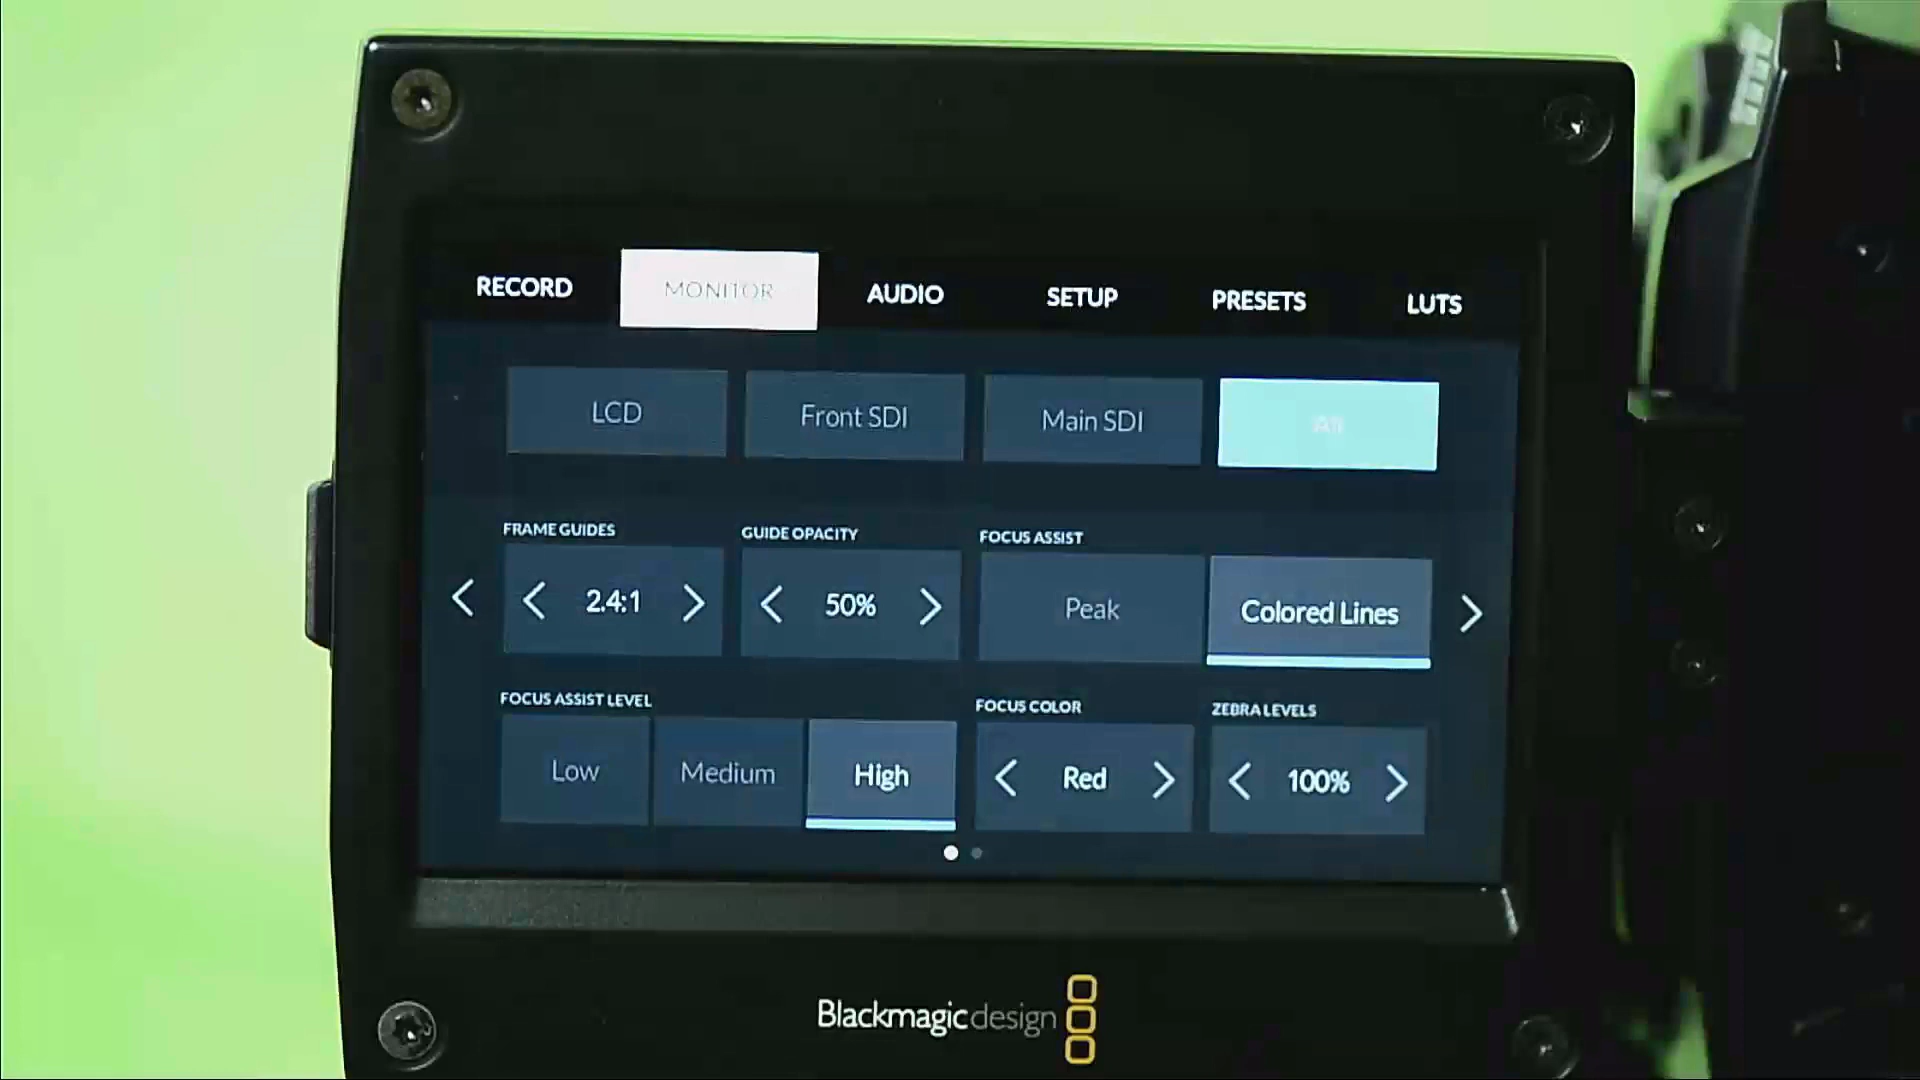 RECORD MONITOR AUDIO SETUP PRESETS LUTS
LCD Front SDI Main SDI All
FRAME GUIDES GUIDE OPACITY FOCUS ASSIST
2.4:1 50% Peak Colored Lines
FOCUS ASSIST LEVEL FOCUS COLOR ZEBRA LEVELS
Low Medium High Red 100%
Blackmagicdesign